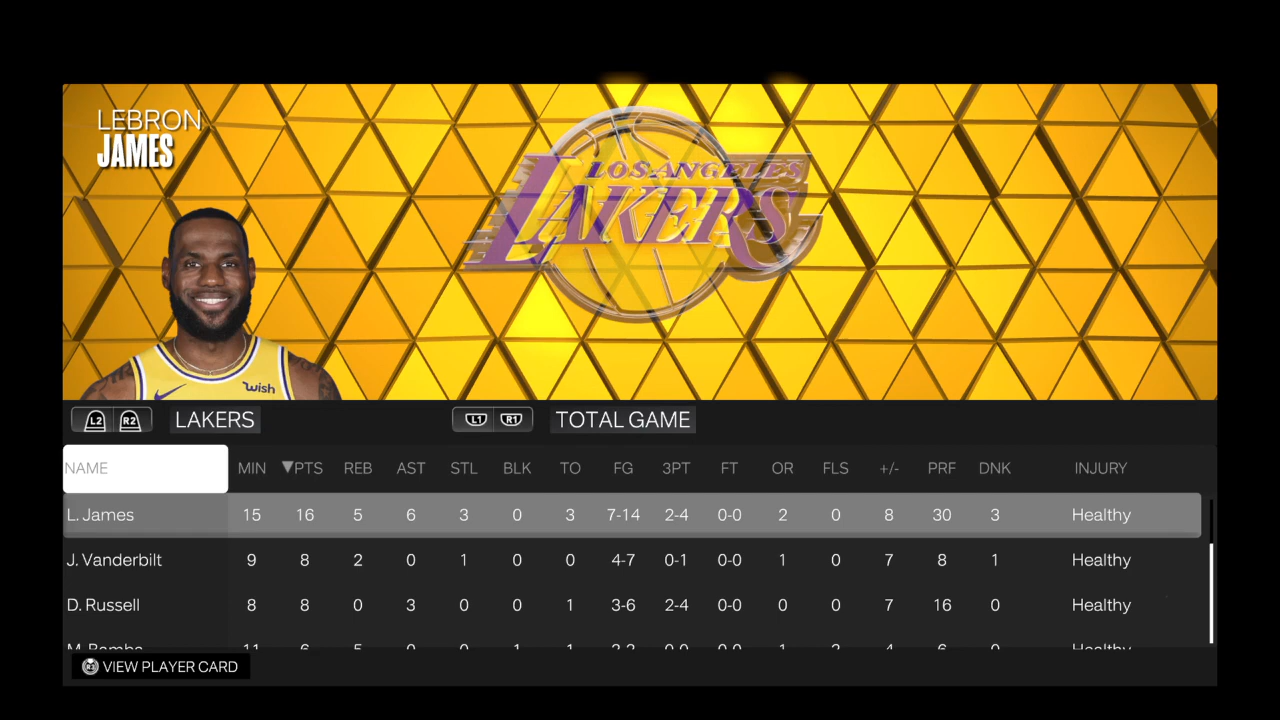 LEBRON
JAMES
LOS ANGELES
LAKERS
wish
L2 R2 LAKERS L1 R1 TOTAL GAME
NAME MIN ▼PTS REB AST STL BLK TO FG 3PT FT OR FLS +/- PRF DNK INJURY
L. James 15 16 5 6 3 0 3 7-14 2-4 0-0 2 0 8 30 3 Healthy
J. Vanderbilt 9 8 2 0 1 0 0 4-7 0-1 0-0 1 0 7 8 1 Healthy
D. Russell 8 8 0 3 0 0 1 3-6 2-4 0-0 0 0 7 16 0 Healthy
R3 VIEW PLAYER CARD